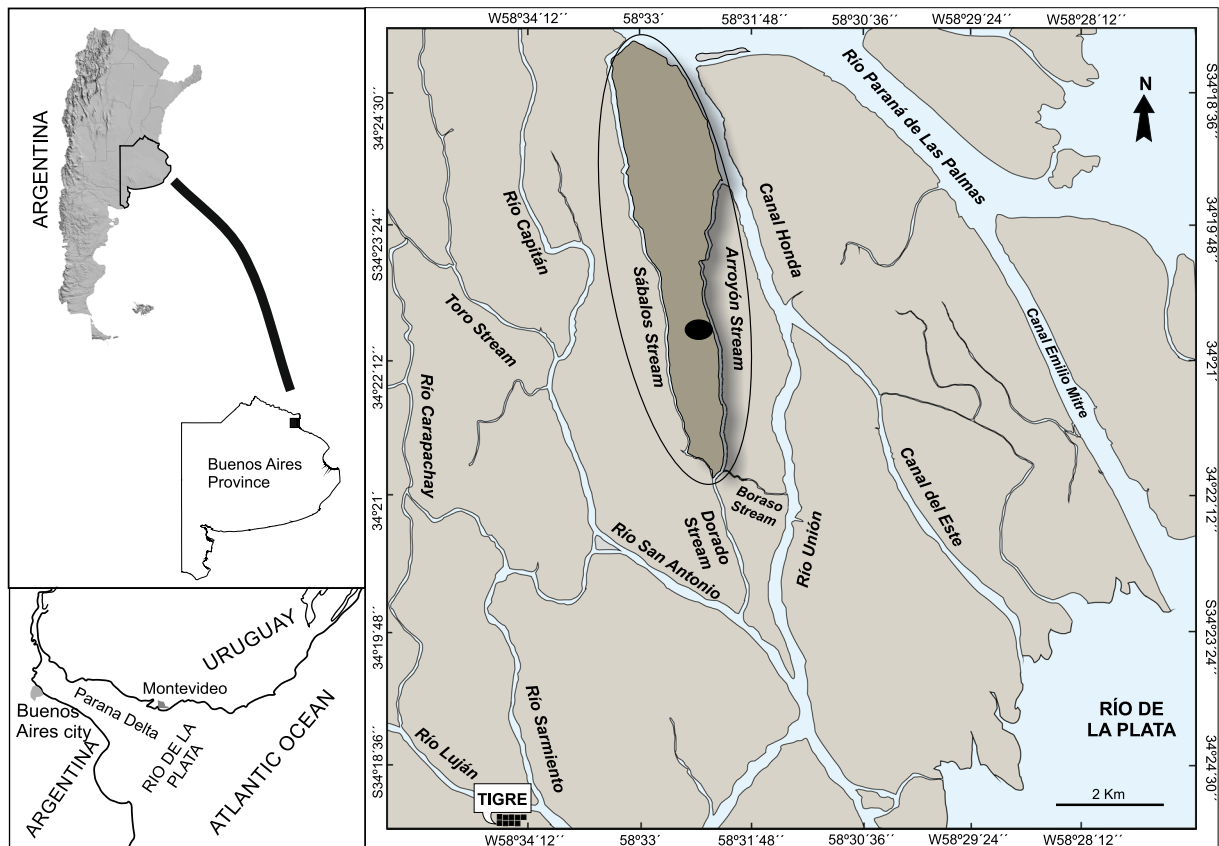 ARGENTINA
Buenos Aires
Province
URUGUAY
Montevideo
Parana Delta
Buenos
Aires city
RIO DE LA
PLATA
ARGENTINA
ATLANTIC OCEAN
W58º34´12´´
58º33´
58º31´48´´
W58º30´36´´
W58º29´24´´
W58º28´12´´
34º24´30´´
S34º23´24´´
34º22´12´´
34º21´
34º19´48´´
S34º18´36´´
S34º18´36´´
34º19´48´´
34º21´
34º22´12´´
S34º23´24´´
34º24´30´´
N
Río Paraná de Las Palmas
Río Capitán
Canal Honda
Arroyón Stream
Sábalos Stream
Toro Stream
Canal Emilio Mitre
Río Carapachay
Canal del Este
Boraso
Stream
Dorado
Stream
Río Unión
Río San Antonio
Río Sarmiento
Río Luján
RÍO DE
LA PLATA
TIGRE
2 Km
W58º34´12´´
58º33´
58º31´48´´
W58º30´36´´
W58º29´24´´
W58º28´12´´